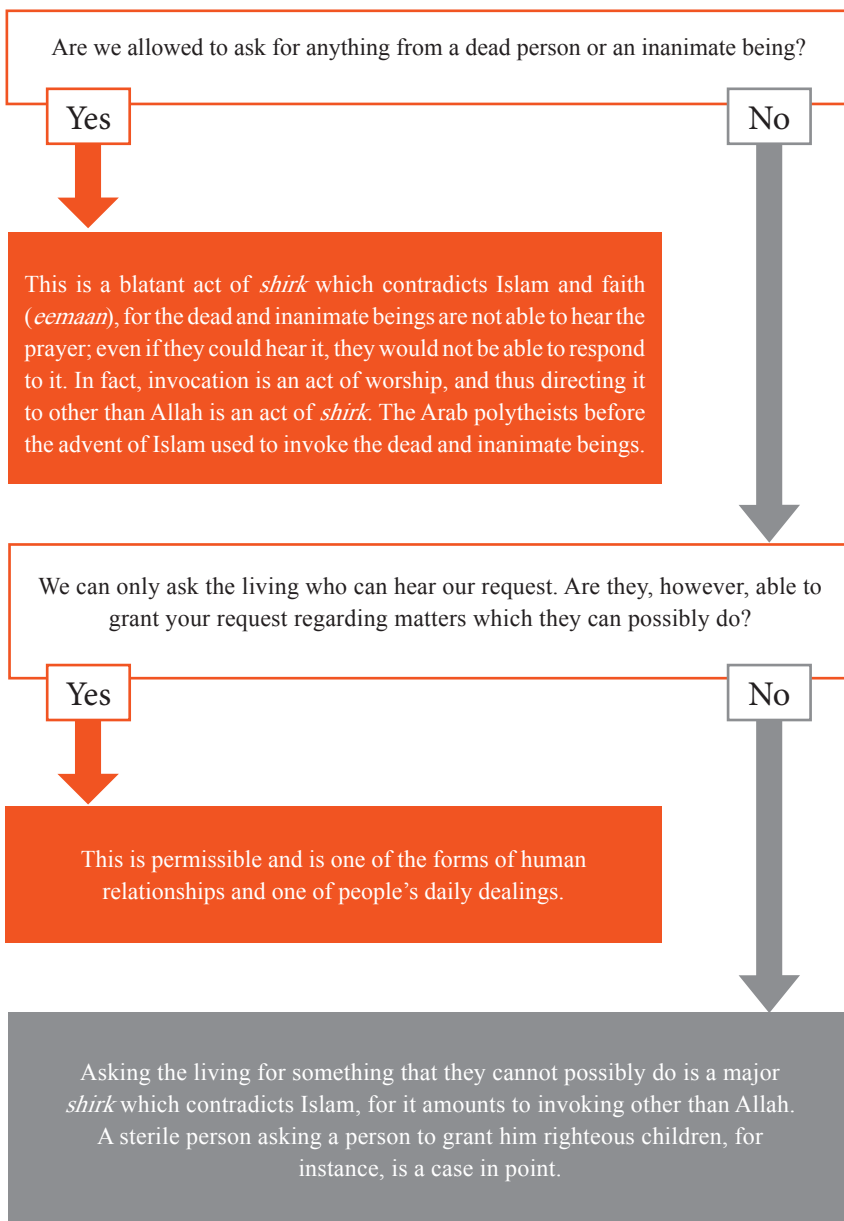 Are we allowed to ask for anything from a dead person or an inanimate being?
Yes
No
This is a blatant act of shirk which contradicts Islam and faith
(eemaan), for the dead and inanimate beings are not able to hear the
prayer; even if they could hear it, they would not be able to respond
to it. In fact, invocation is an act of worship, and thus directing it
to other than Allah is an act of shirk. The Arab polytheists before
the advent of Islam used to invoke the dead and inanimate beings.
We can only ask the living who can hear our request. Are they, however, able to
grant your request regarding matters which they can possibly do?
Yes
No
This is permissible and is one of the forms of human
relationships and one of people’s daily dealings.
Asking the living for something that they cannot possibly do is a major
shirk which contradicts Islam, for it amounts to invoking other than Allah.
A sterile person asking a person to grant him righteous children, for
instance, is a case in point.